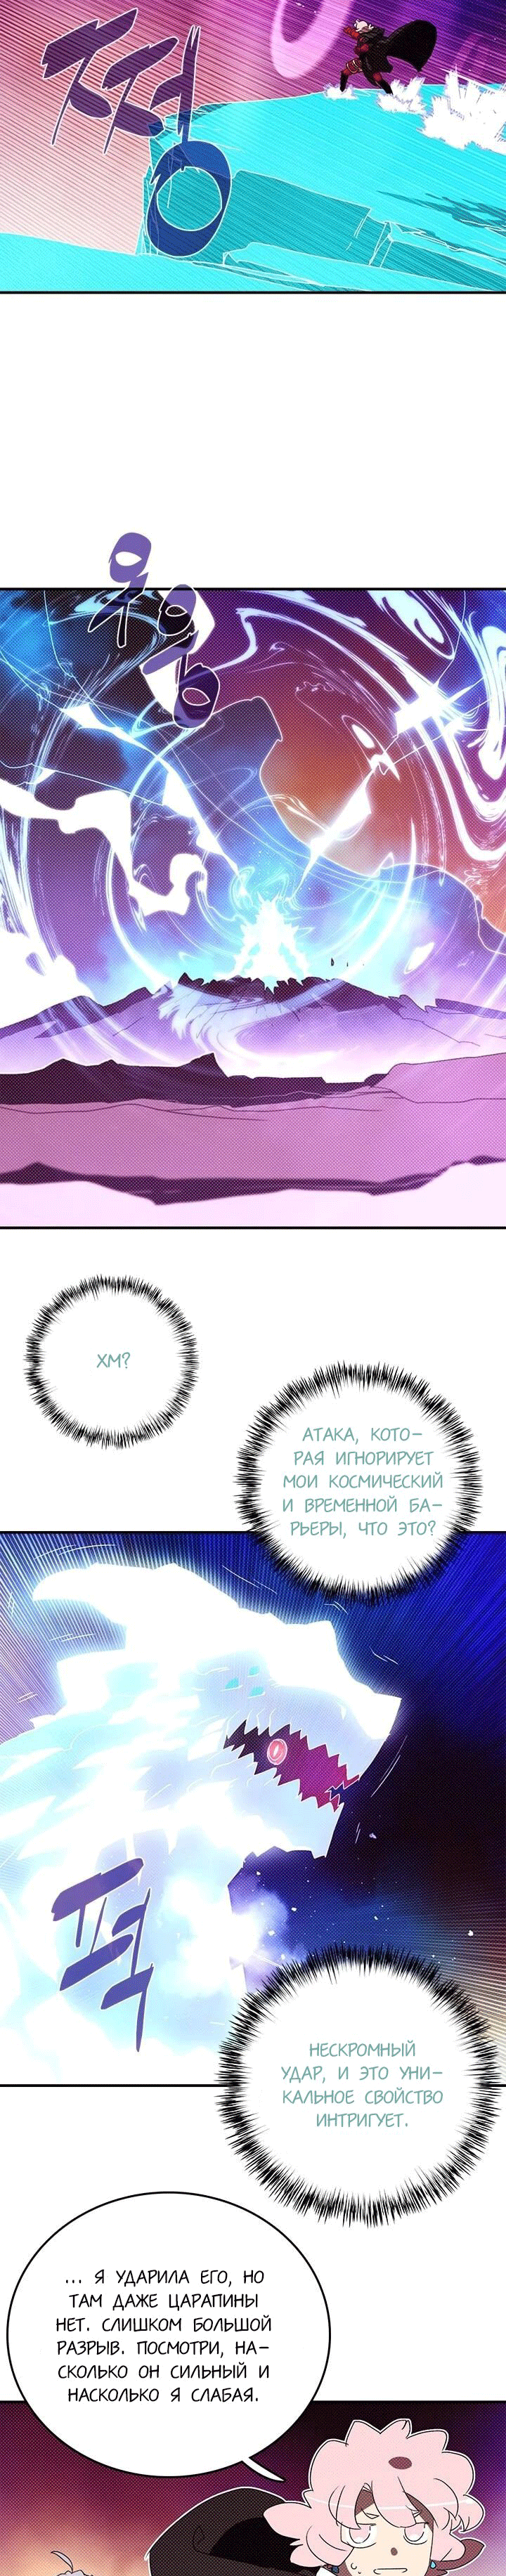 ХМ?
АТАКА, КОТО-
РАЯ ИГНОРИРУЕТ
МОИ КОСМИЧЕСКИЙ
И ВРЕМЕННОЙ БА-
РЬЕРЫ, ЧТО ЭТО?
퍽
НЕСКРОМНЫЙ
УДАР, И ЭТО УНИ-
КАЛЬНОЕ СВОЙСТВО
ИНТРИГУЕТ.
... Я УДАРИЛА ЕГО, НО
ТАМ ДАЖЕ ЦАРАПИНЫ
НЕТ. СЛИШКОМ БОЛЬШОЙ
РАЗРЫВ. ПОСМОТРИ, НА-
СКОЛЬКО ОН СИЛЬНЫЙ И
НАСКОЛЬКО Я СЛАБАЯ.